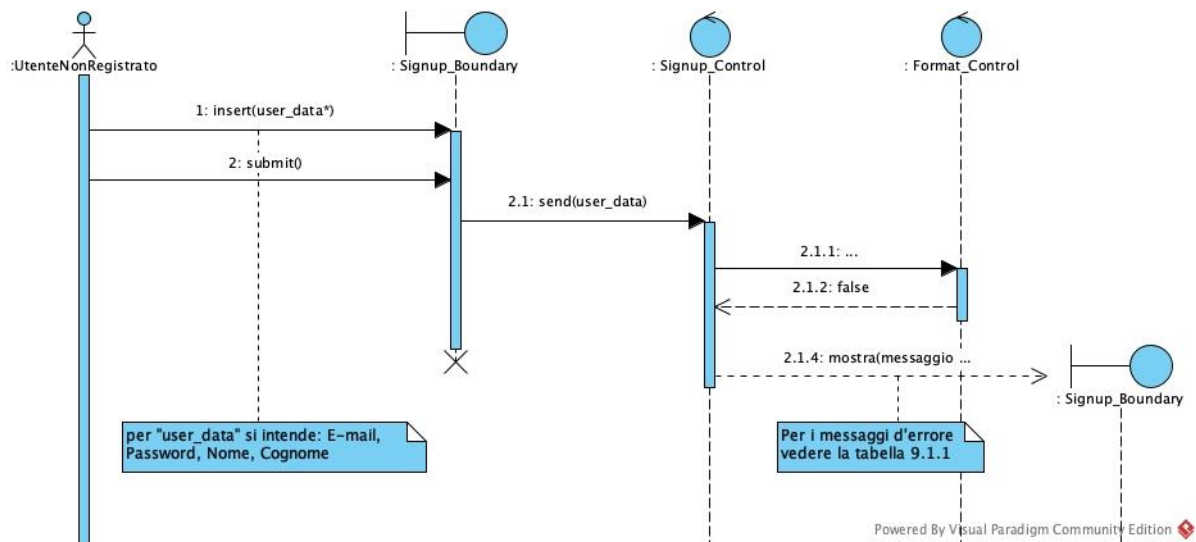 :UtenteNonRegistrato
: Signup_Boundary
: Signup_Control
: Format_Control
1: insert(user_data*)
2: submit()
2.1: send(user_data)
2.1.1: ...
2.1.2: false
2.1.4: mostra(messaggio ...
: Signup_Boundary
per "user_data" si intende: E-mail,
Password, Nome, Cognome
Per i messaggi d'errore
vedere la tabella 9.1.1
Powered By Visual Paradigm Community Edition